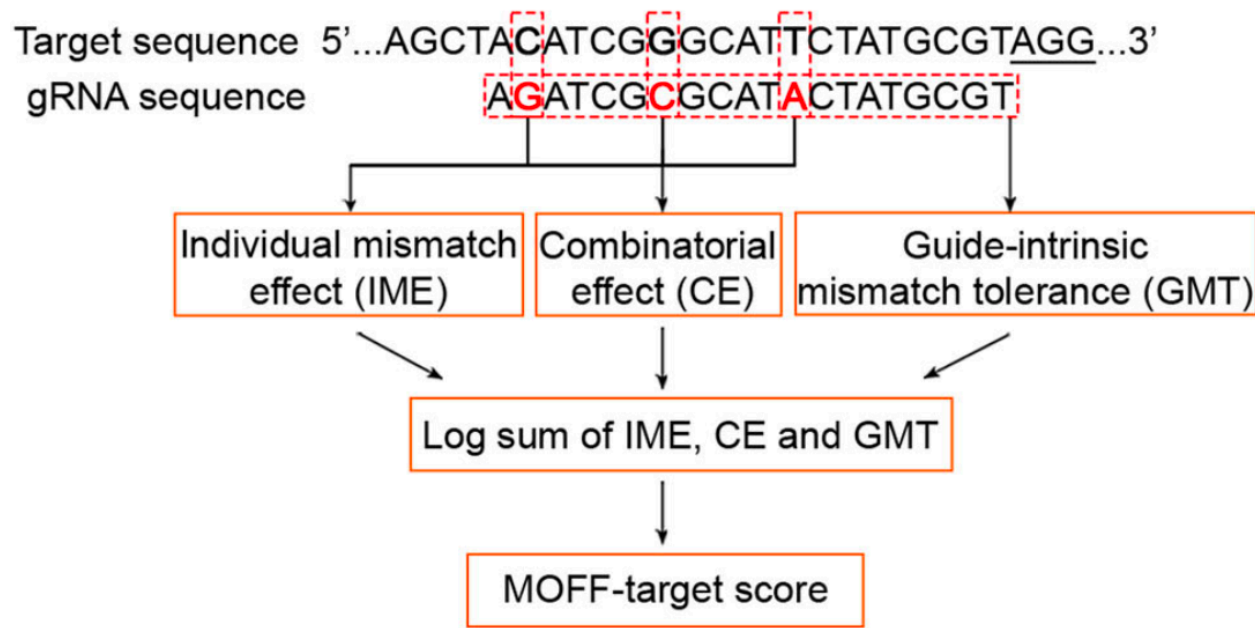 Target sequence 5’...AGCTACATCGGGGCATTCTATGCGTAGG...3’
gRNA sequence AGATCGCGCATACTATGCGT
Individual mismatch effect (IME)
Combinatorial effect (CE)
Guide-intrinsic mismatch tolerance (GMT)
Log sum of IME, CE and GMT
MOFF-target score